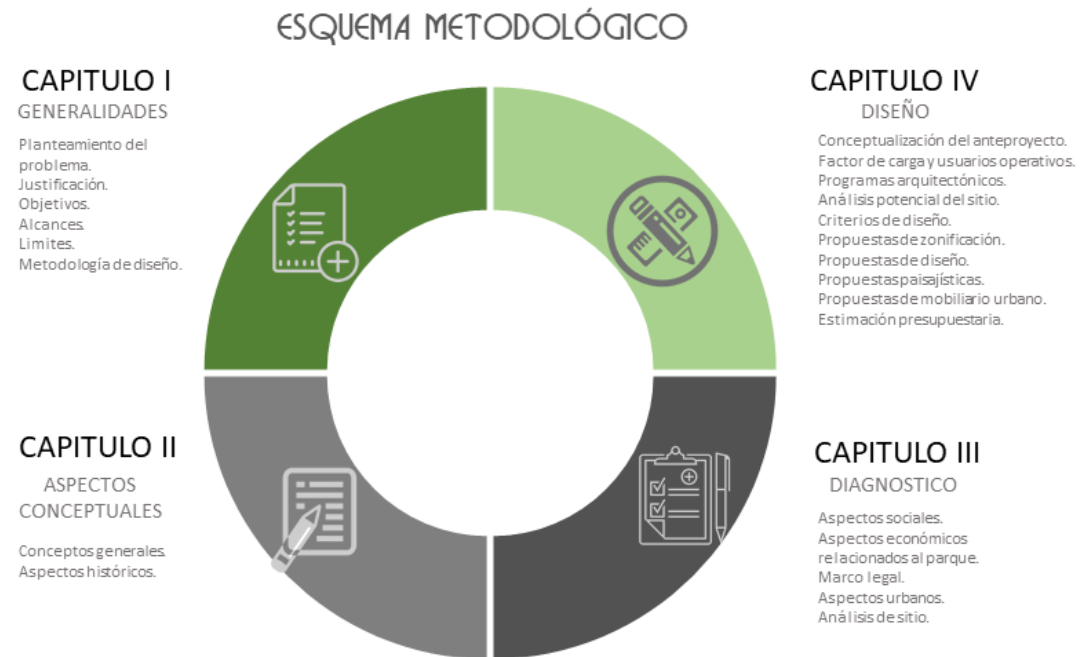 ESQUEMA METODOLÓGICO
CAPITULO I
GENERALIDADES
Planteamiento del
problema.
Justificación.
Objetivos.
Alcances.
Limites.
Metodología de diseño.
CAPITULO II
ASPECTOS
CONCEPTUALES
Conceptos generales.
Aspectos históricos.
CAPITULO III
DIAGNOSTICO
Aspectos sociales.
Aspectos económicos
relacionados al parque.
Marco legal.
Aspectos urbanos.
Análisis de sitio.
CAPITULO IV
DISEÑO
Conceptualización del anteproyecto.
Factor de carga y usuarios operativos.
Programas arquitectónicos.
Análisis potencial del sitio.
Criterios de diseño.
Propuestas de zonificación.
Propuestas de diseño.
Propuestas paisajísticas.
Propuestas de mobiliario urbano.
Estimación presupuestaria.